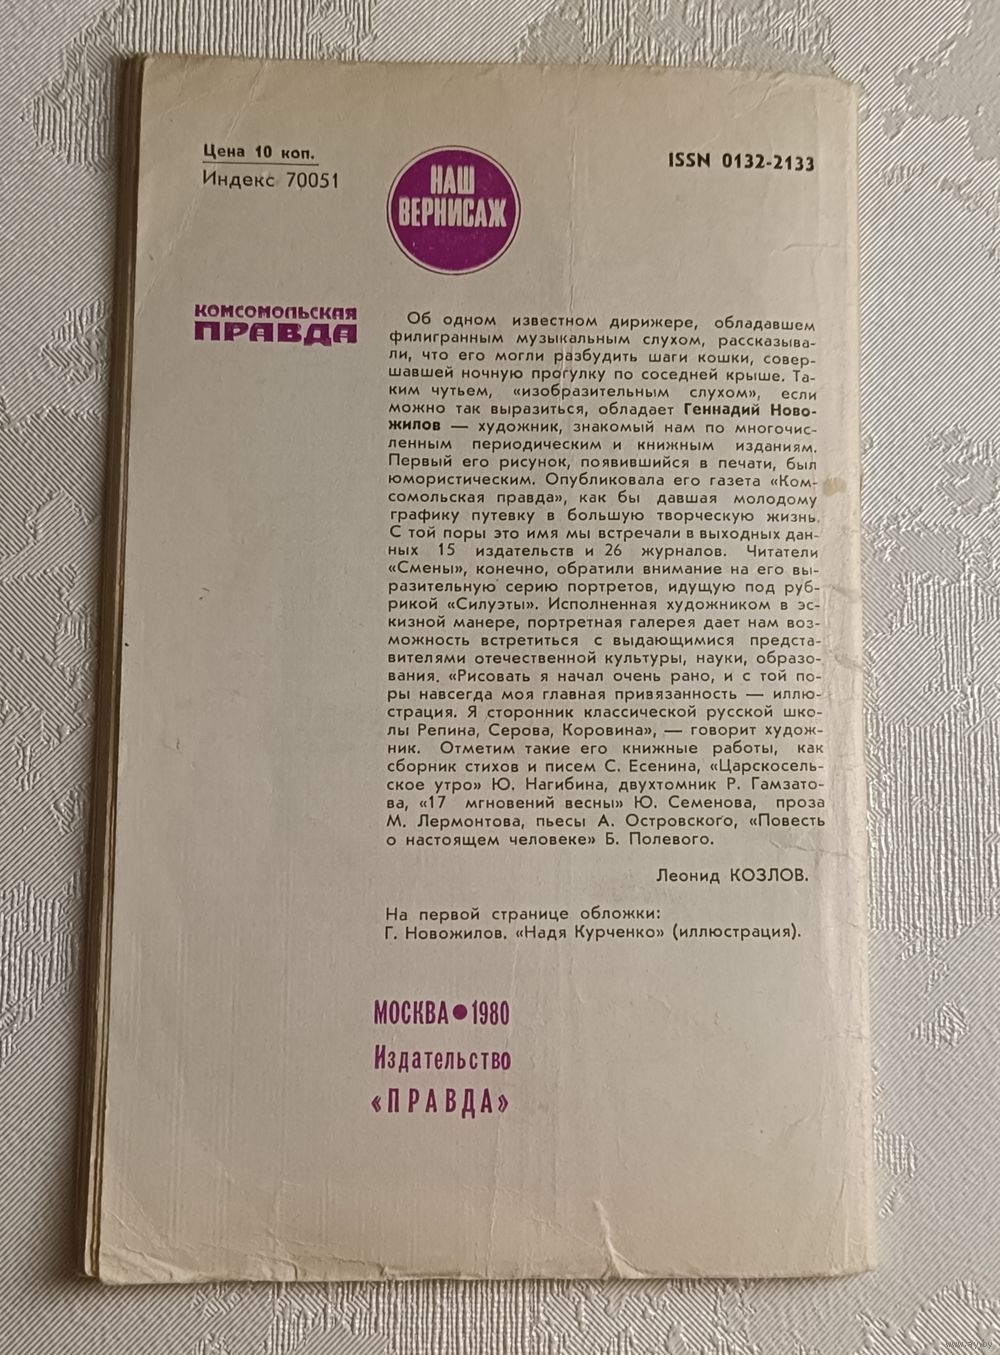 Цена 10 коп.
Индекс 70051
НАШ
ВЕРНИСАЖ
ISSN 0132-2133
КОМСОМОЛЬСКАЯ
ПРАВДА
Об одном известном дирижере, обладавшем
филигранным музыкальным слухом, рассказыва-
ли, что его могли разбудить шаги кошки, совер-
шавшей ночную прогулку по соседней крыше. Та-
ким чутьем, «изобразительным слухом», если
можно так выразиться, обладает Геннадий Ново-
жилов — художник, знакомый нам по многочис-
ленным периодическим и книжным изданиям.
Первый его рисунок, появившийся в печати, был
юмористическим. Опубликовала его газета «Ком-
сомольская правда», как бы давшая молодому
графику путевку в большую творческую жизнь.
С той поры это имя мы встречали в выходных дан-
ных 15 издательств и 26 журналов. Читатели
«Смены», конечно, обратили внимание на его вы-
разительную серию портретов, идущую под руб-
рикой «Силуэты». Исполненная художником в эс-
кизной манере, портретная галерея дает нам воз-
можность встретиться с выдающимися предста-
вителями отечественной культуры, науки, образо-
вания. «Рисовать я начал очень рано, и с той по-
ры навсегда моя главная привязанность — иллю-
страция. Я сторонник классической русской шко-
лы Репина, Серова, Коровина», — говорит худож-
ник. Отметим такие его книжные работы, как
сборник стихов и писем С. Есенина, «Царскосель-
ское утро» Ю. Нагибина, двухтомник Р. Гамзато-
ва, «17 мгновений весны» Ю. Семенова, проза
М. Лермонтова, пьесы А. Островского, «Повесть
о настоящем человеке» Б. Полевого.
Леонид КОЗЛОВ.
На первой странице обложки:
Г. Новожилов. «Надя Курченко» (иллюстрация).
МОСКВА ● 1980
Издательство
«ПРАВДА»
www.ay.by